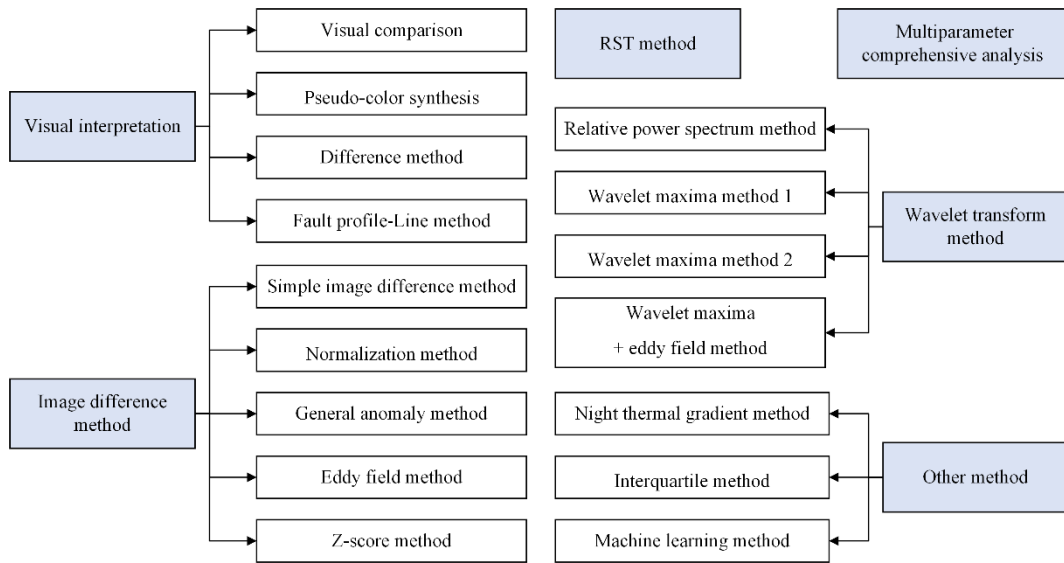 Visual interpretation
Visual comparison
Pseudo-color synthesis
Difference method
Fault profile-Line method
Image difference
method
Simple image difference method
Normalization method
General anomaly method
Eddy field method
Z-score method
RST method
Multiparameter
comprehensive analysis
Relative power spectrum method
Wavelet maxima method 1
Wavelet maxima method 2
Wavelet maxima
+ eddy field method
Wavelet transform
method
Night thermal gradient method
Interquartile method
Machine learning method
Other method